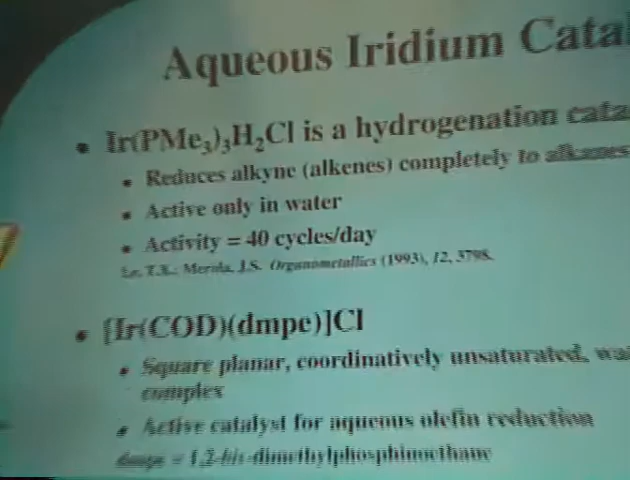 Aqueous Iridium Cata
• Ir(PMe3)3H2Cl is a hydrogenation cata
• Reduces alkyne (alkenes) completely to alkanes
• Active only in water
• Activity = 40 cycles/day
Le, T.X.; Merola, J.S. Organometallics (1993), 12, 3798.
• [Ir(COD)(dmpe)]Cl
• Square planar, coordinatively unsaturated, wa
complex
• Active catalyst for aqueous olefin reduction
dmpe = 1,2-bis-dimethylphosphinoethane